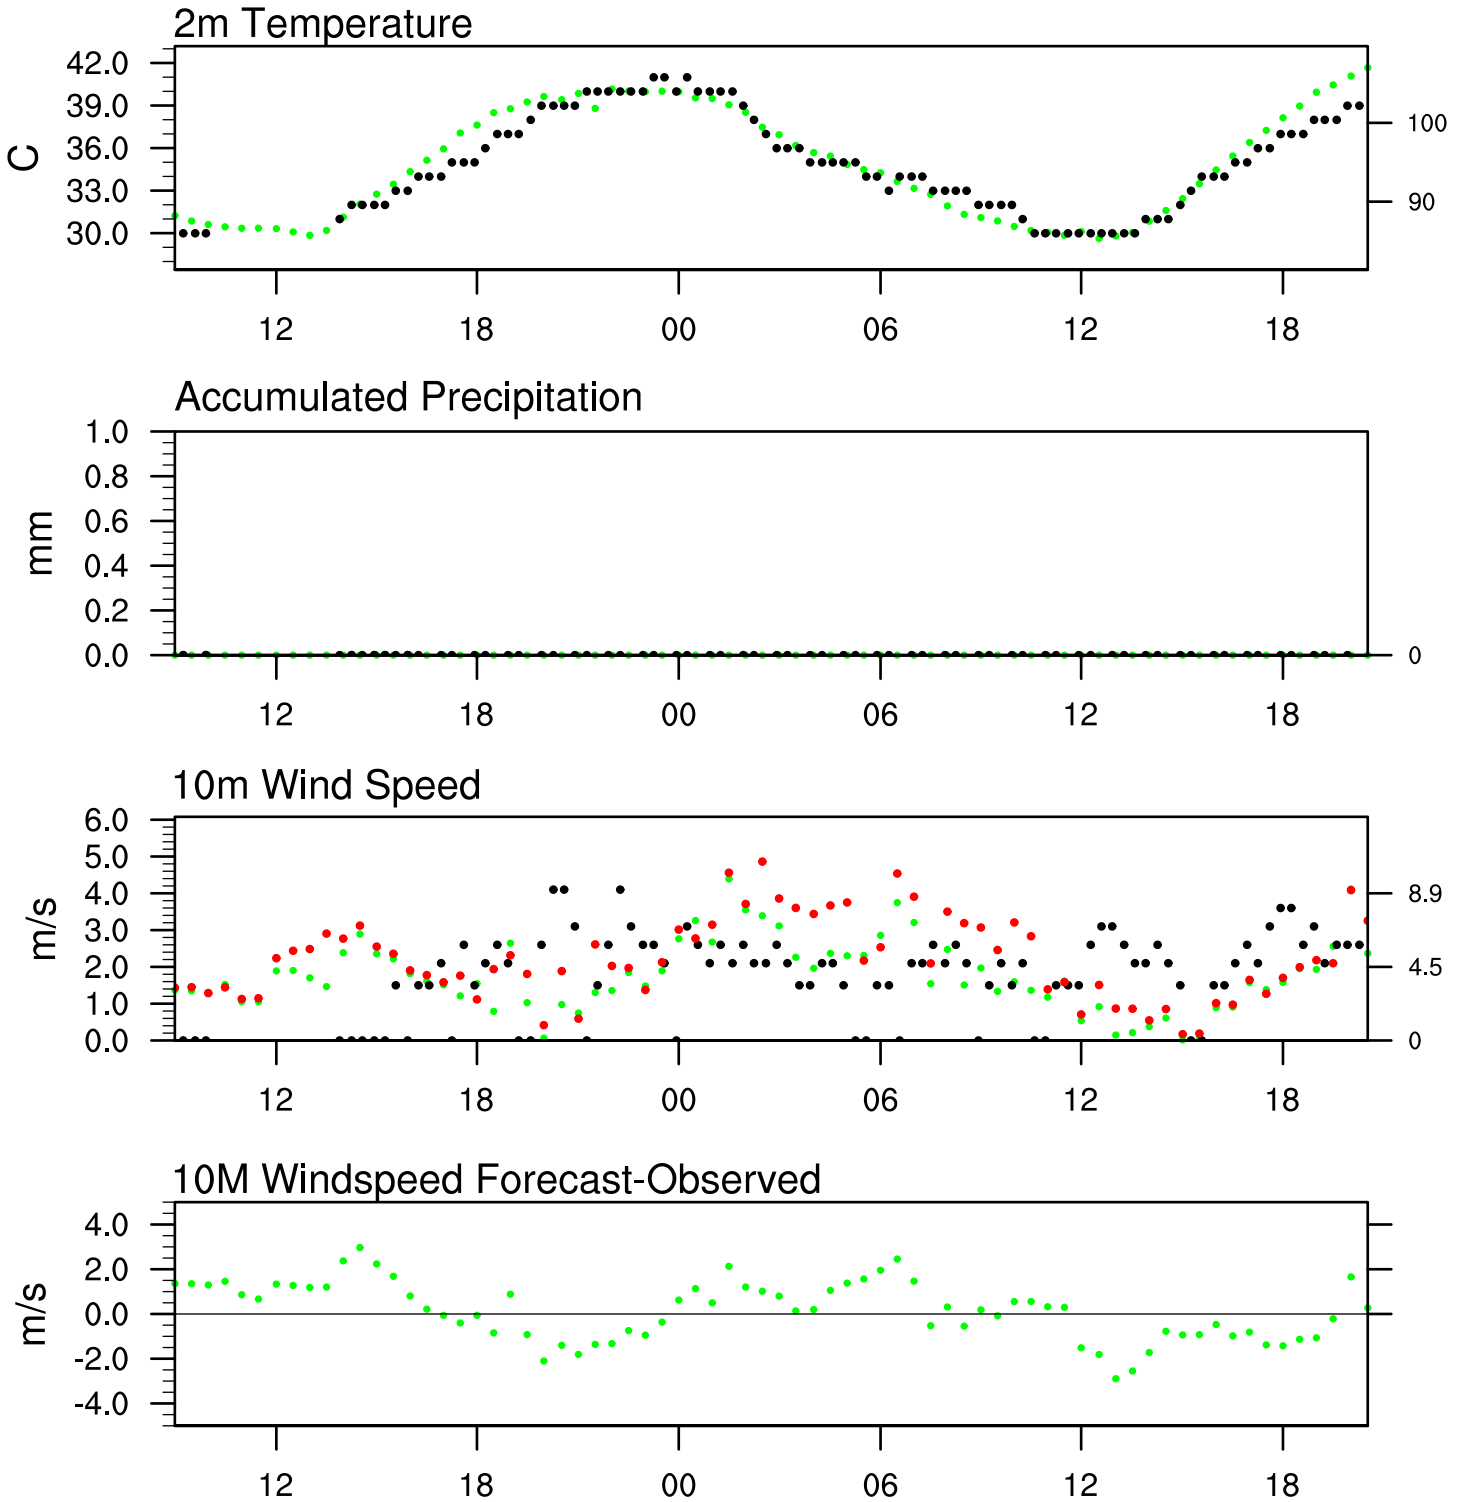 2m Temperature
42.0
39.0
36.0
33.0
30.0
C
100
90
12 18 00 06 12 18
Accumulated Precipitation
1.0
0.8
0.6
0.4
0.2
0.0
mm
0
12 18 00 06 12 18
10m Wind Speed
6.0
5.0
4.0
3.0
2.0
1.0
0.0
m/s
8.9
4.5
0
12 18 00 06 12 18
10M Windspeed Forecast-Observed
4.0
2.0
0.0
-2.0
-4.0
m/s
12 18 00 06 12 18